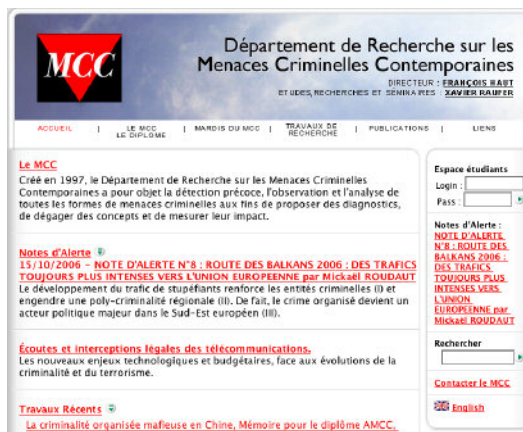 MCC
Département de Recherche sur les
Menaces Criminelles Contemporaines
DIRECTEUR : FRANÇOIS HAUT
ETUDES, RECHERCHES ET SEMINAIRES : XAVIER RAUFER
ACCUEIL | LE MCC | MARDIS DU MCC | TRAVAUX DE | PUBLICATIONS | LIENS
LE DIPLOME RECHERCHE
Le MCC
Créé en 1997, le Département de Recherche sur les Menaces Criminelles
Contemporaines a pour objet la détection précoce, l'observation et l'analyse de
toutes les formes de menaces criminelles aux fins de proposer des diagnostics,
de dégager des concepts et de mesurer leur impact.
Notes d'Alerte
15/10/2006 - NOTE D'ALERTE N°8 : ROUTE DES BALKANS 2006 : DES TRAFICS
TOUJOURS PLUS INTENSES VERS L'UNION EUROPEENNE par Mickaël ROUDAUT
Le développement du trafic de stupéfiants renforce les entités criminelles (I) et
engendre une poly-criminalité régionale (II). De fait, le crime organisé devient un
acteur politique majeur dans le Sud-Est européen (III).
Écoutes et interceptions légales des télécommunications.
Les nouveaux enjeux technologiques et budgétaires, face aux évolutions de la
criminalité et du terrorisme.
Travaux Récents
La criminalité organisée mafieuse en Chine, Mémoire pour le diplôme AMCC,
Espace étudiants
Login :
Pass :
Notes d'Alerte :
NOTE D'ALERTE
N°8 : ROUTE DES
BALKANS 2006 :
DES TRAFICS
TOUJOURS PLUS
INTENSES VERS
L'UNION
EUROPEENNE par
Mickaël ROUDAUT
Rechercher
Contacter le MCC
English